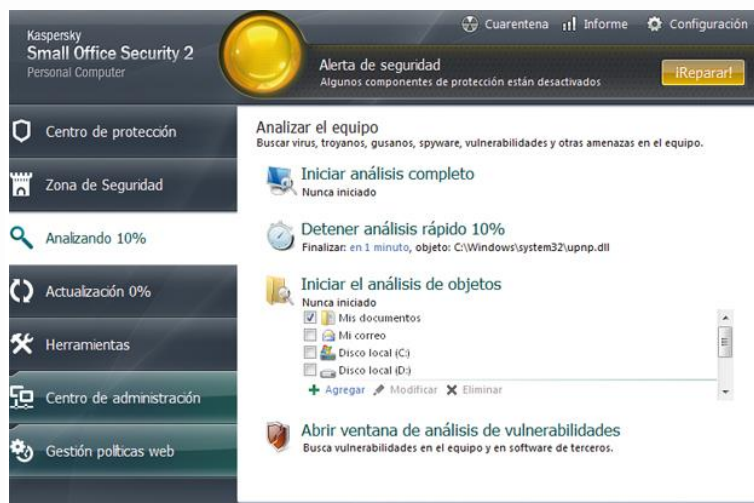 Kaspersky
Small Office Security 2
Personal Computer
Cuarentena
Informe
Configuración
Alerta de seguridad
Algunos componentes de protección están desactivados
¡Reparar!
Centro de protección
Zona de Seguridad
Analizando 10%
Actualización 0%
Herramientas
Centro de administración
Gestión políticas web
Analizar el equipo
Buscar virus, troyanos, gusanos, spyware, vulnerabilidades y otras amenazas en el equipo.
Iniciar análisis completo
Nunca iniciado
Detener análisis rápido 10%
Finalizar: en 1 minuto, objeto: C:\Windows\system32\upnp.dll
Iniciar el análisis de objetos
Nunca iniciado
Mis documentos
Mi correo
Disco local (C:)
Disco local (D:)
Agregar Modificar Eliminar
Abrir ventana de análisis de vulnerabilidades
Busca vulnerabilidades en el equipo y en software de terceros.